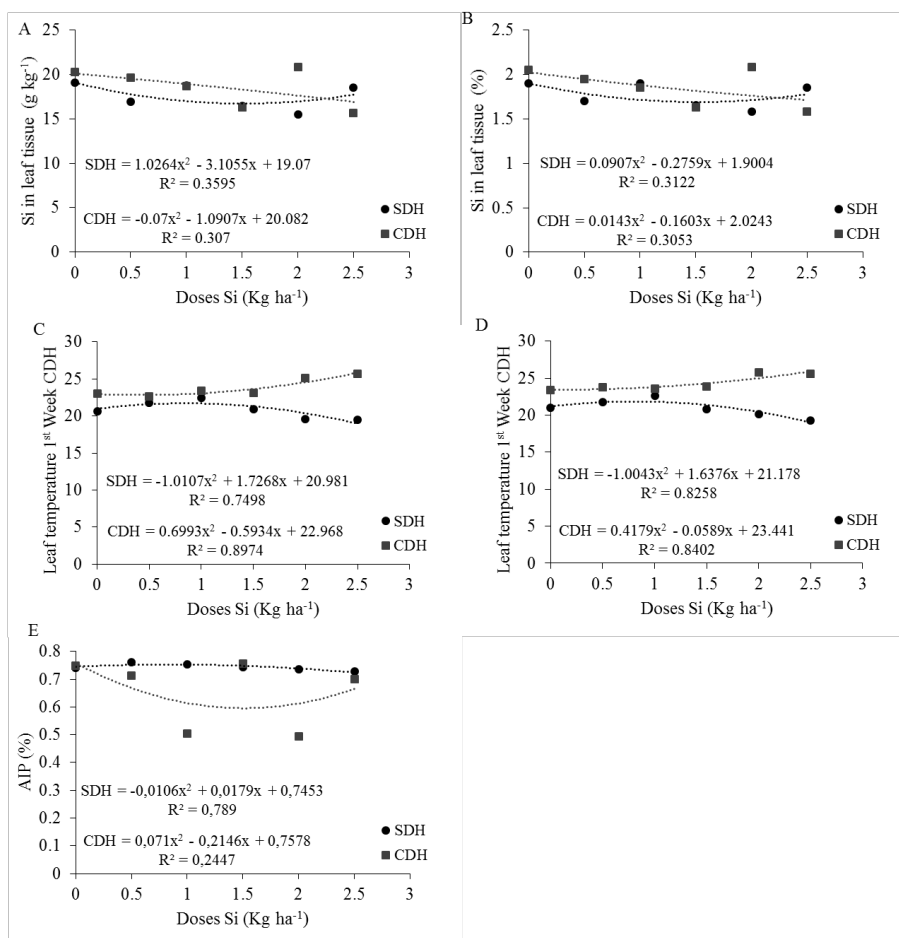 A
Si in leaf tissue (g kg⁻¹)
25
20
15
10
5
0
SDH = 1.0264x² - 3.1055x + 19.07
R² = 0.3595
CDH = -0.07x² - 1.0907x + 20.082
R² = 0.307
SDH
CDH
0 0.5 1 1.5 2 2.5 3
Doses Si (Kg ha⁻¹)
B
Si in leaf tissue (%)
2.5
2
1.5
1
0.5
0
SDH = 0.0907x² - 0.2759x + 1.9004
R² = 0.3122
CDH = 0.0143x² - 0.1603x + 2.0243
R² = 0.3053
SDH
CDH
0 0.5 1 1.5 2 2.5 3
Doses Si (Kg ha⁻¹)
C
Leaf temperature 1ˢᵗ Week CDH
30
25
20
15
10
5
0
SDH = -1.0107x² + 1.7268x + 20.981
R² = 0.7498
CDH = 0.6993x² - 0.5934x + 22.968
R² = 0.8974
SDH
CDH
0 0.5 1 1.5 2 2.5 3
Doses Si (Kg ha⁻¹)
D
Leaf temperature 1ˢᵗ Week CDH
30
25
20
15
10
5
0
SDH = -1.0043x² + 1.6376x + 21.178
R² = 0.8258
CDH = 0.4179x² - 0.0589x + 23.441
R² = 0.8402
SDH
CDH
0 0.5 1 1.5 2 2.5 3
Doses Si (Kg ha⁻¹)
E
AIP (%)
0.8
0.7
0.6
0.5
0.4
0.3
0.2
0.1
0
SDH = -0,0106x² + 0,0179x + 0,7453
R² = 0,789
CDH = 0,071x² - 0,2146x + 0,7578
R² = 0,2447
SDH
CDH
0 0.5 1 1.5 2 2.5 3
Doses Si (Kg ha⁻¹)